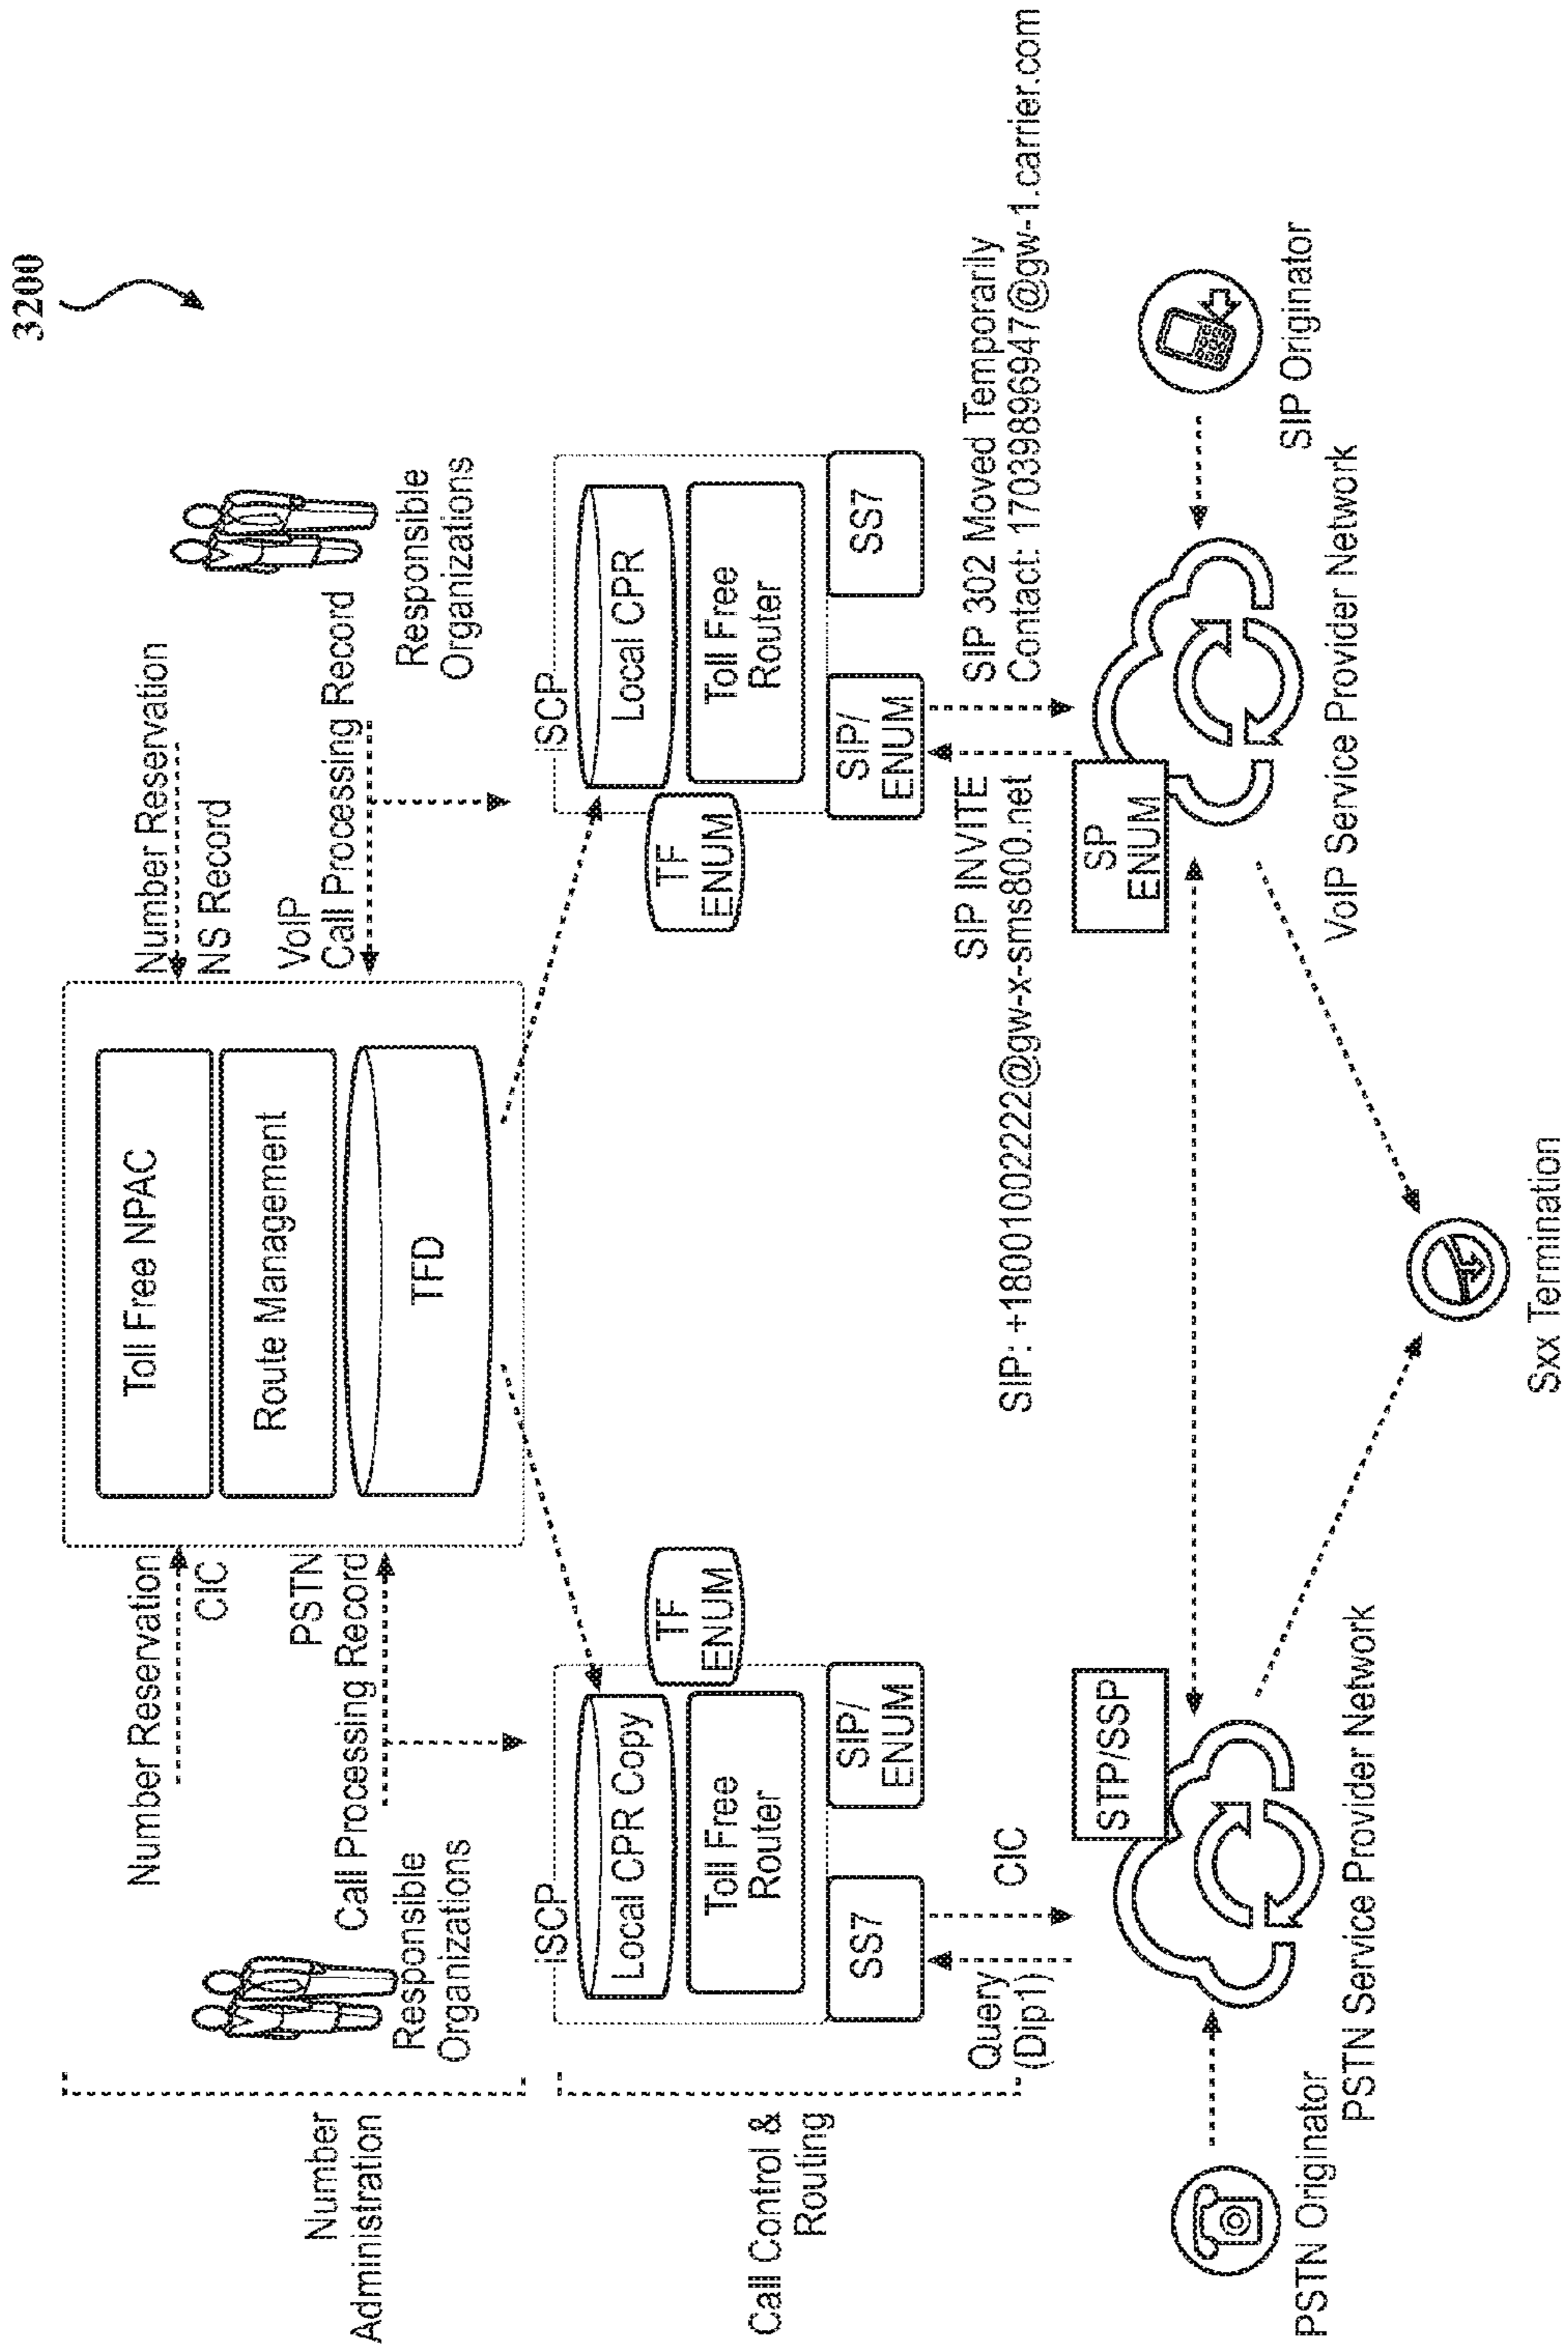 3200
Number Reservation
CIC
PSTN
Call Processing Record
Responsible
Organizations
Number
Administration
Toll Free NPAC
Route Management
TFD
Number Reservation
NS Record
VoIP
Call Processing Record
Responsible
Organizations
Call Control &
Routing
iSCP
Local CPR Copy
Toll Free
Router
TF
ENUM
SS7
SIP/
ENUM
Query
(Dip1)
CIC
iSCP
Local CPR
Toll Free
Router
TF
ENUM
SIP/
ENUM
SS7
SIP INVITE
SIP: +18001002222@gw-x-sms800.net
SIP 302 Moved Temporarily
Contact: 17039896947@gw-1.carrier.com
STP/SSP
SP
ENUM
PSTN Originator
PSTN Service Provider Network
VoIP Service Provider Network
SIP Originator
Sxx Termination